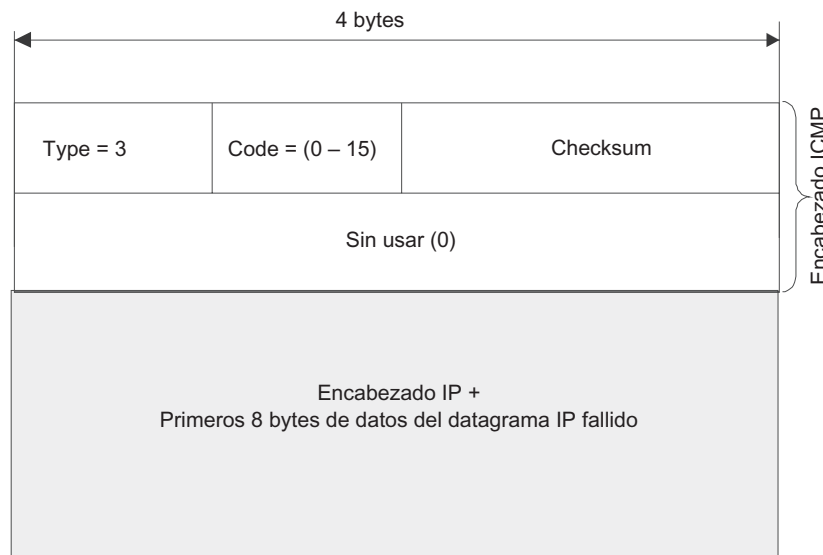 4 bytes
Type = 3
Code = (0 – 15)
Checksum
Encabezado ICMP
Sin usar (0)
Encabezado IP +
Primeros 8 bytes de datos del datagrama IP fallido